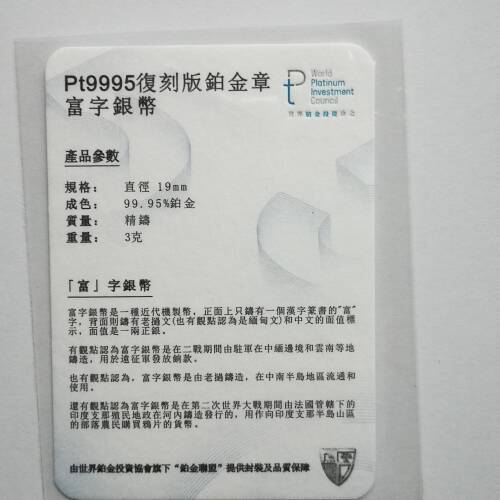 Pt9995復刻版鉑金章
富字銀幣
World
Platinum
Investment
Council
世界鉑金投資協會
產品參數
規格： 直徑 19mm
成色： 99.95%鉑金
質量： 精鑄
重量： 3克
「富」字銀幣
富字銀幣是一種近代機製幣，正面上只鑄有一個漢字篆書的"富"
字，背面則鑄有老撾文(也有觀點認為是緬甸文)和中文的面值標
示，面值是一兩正銀。
有觀點認為富字銀幣是在二戰期間由駐軍在中緬邊境和雲南等地
鑄造，用於遠征軍發放餉款。
也有觀點認為，富字銀幣是由老撾鑄造，在中南半島地區流通和
使用。
還有觀點認為富字銀幣是在第二次世界大戰期間由法國管轄下的
印度支那殖民地政在河內鑄造發行的，用作向印度支那半島山區
的部落農民購買鴉片的貨幣。
由世界鉑金投資協會旗下"鉑金聯盟"提供封裝及品質保障